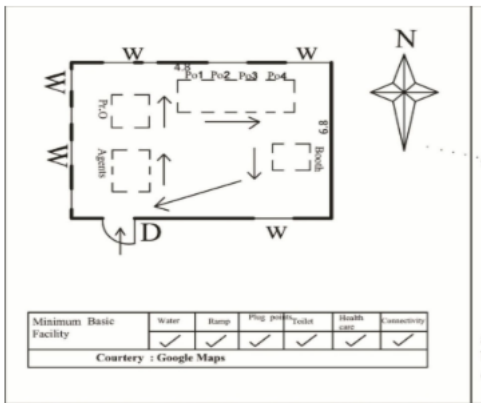 W W N
4.8
Po1 Po2 Po3 Po4
W
Pr.O
6.8
W
Agents
Booth
D W
Minimum Basic Facility Water Ramp Plug points Toilet Health care Connectivity
Courtery : Google Maps